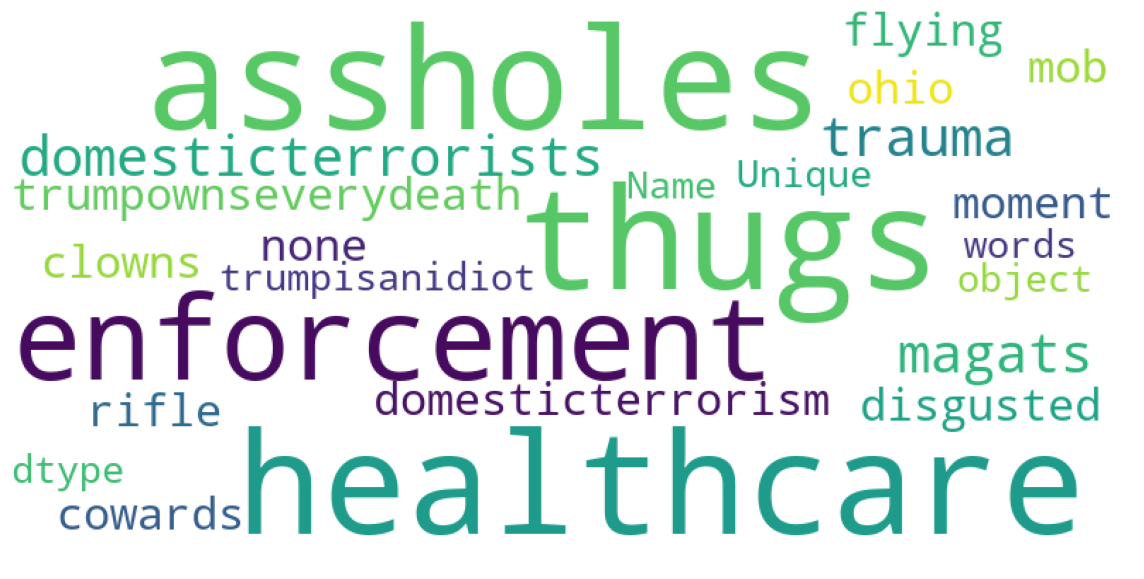 assholes
flying
mob
ohio
trauma
domesticterrorists
Unique
Name
trumpownseverydeath
thugs
moment
words
none
clowns
trumpisanidiot
object
enforcement
magats
domesticterrorism
disgusted
rifle
healthcare
dtype
cowards